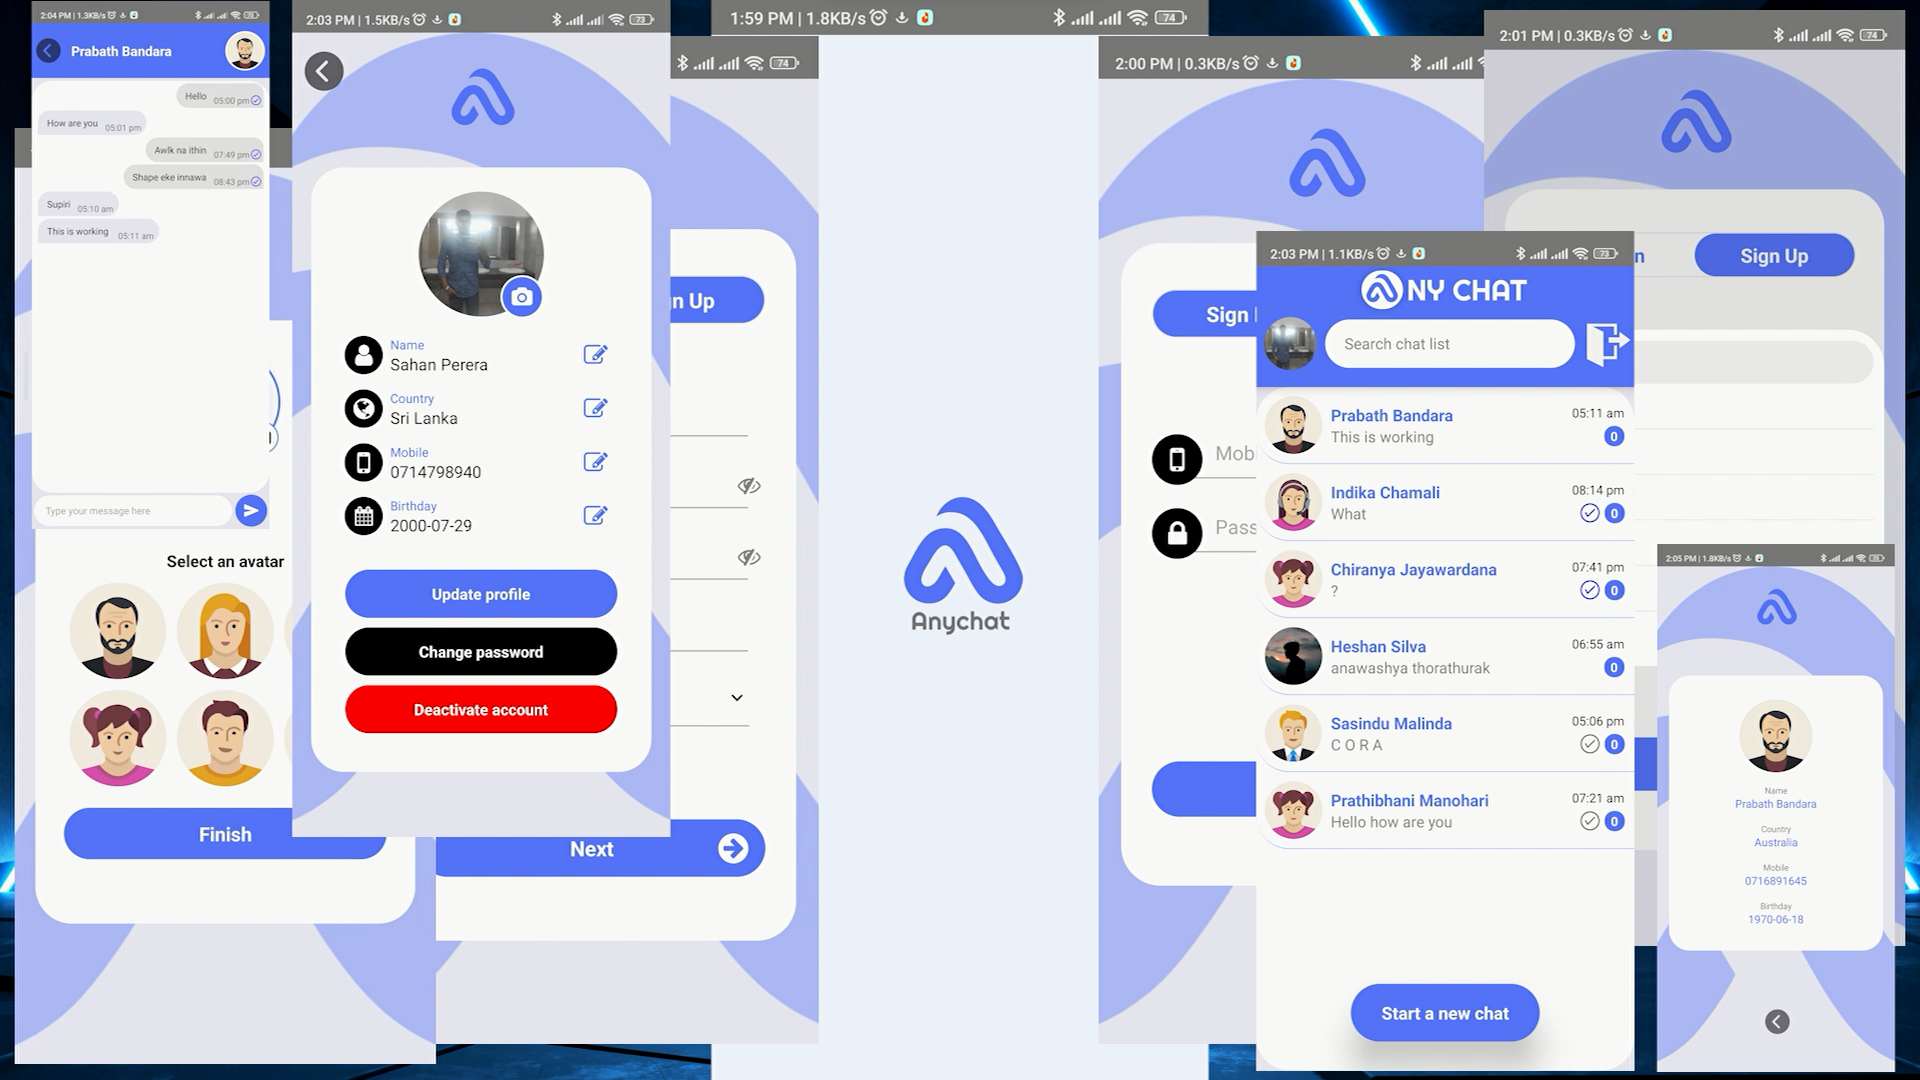 2:04 PM | 1.3KB/s
Prabath Bandara
Hello 05:00 pm
How are you 05:01 pm
Awlk na ithin 07:49 pm
Shape eke innawa 08:43 pm
Supiri 05:10 am
This is working 05:11 am
Type your message here
Select an avatar
Finish
2:03 PM | 1.5KB/s 73
Name
Sahan Perera
Country
Sri Lanka
Mobile
0714798940
Birthday
2000-07-29
Update profile
Change password
Deactivate account
74
n Up
Next
1:59 PM | 1.8KB/s 74
Anychat
2:00 PM | 0.3KB/s
Sign
Mob
Pass
2:03 PM | 1.1KB/s 73
NY CHAT
Search chat list
Prabath Bandara 05:11 am
This is working 0
Indika Chamali 08:14 pm
What 0
Chiranya Jayawardana 07:41 pm
? 0
Heshan Silva 06:55 am
anawashya thorathurak 0
Sasindu Malinda 05:06 pm
C O R A 0
Prathibhani Manohari 07:21 am
Hello how are you 0
Start a new chat
2:01 PM | 0.3KB/s 74
n
Sign Up
2:05 PM | 1.8KB/s
Name
Prabath Bandara
Country
Australia
Mobile
0716891645
Birthday
1970-06-18